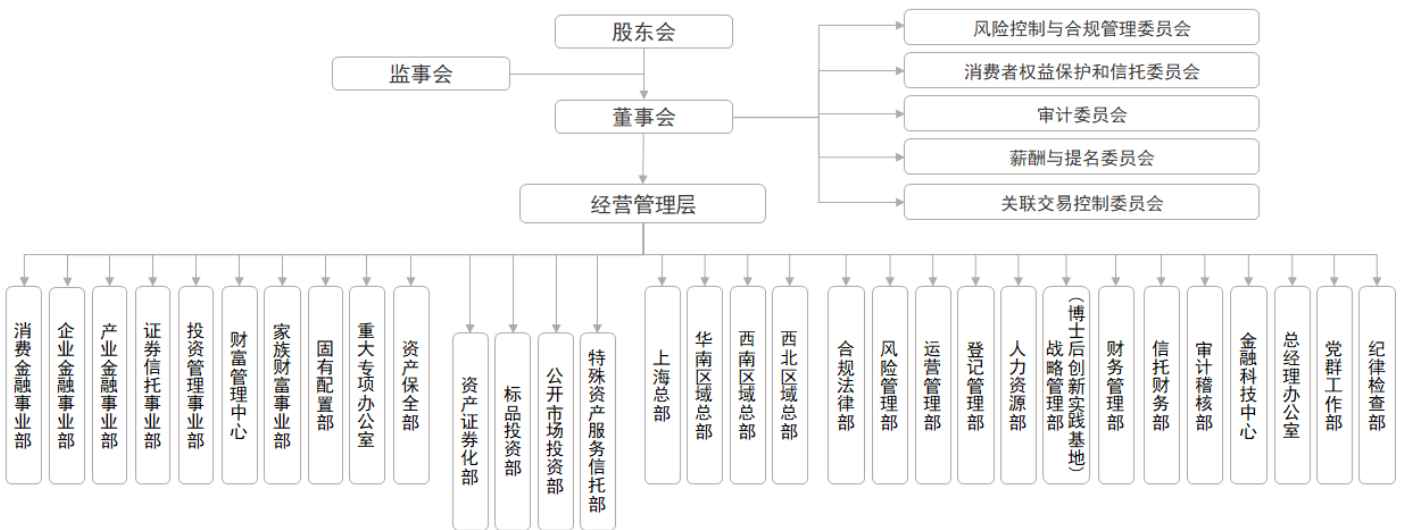 股东会
监事会
董事会
经营管理层
风险控制与合规管理委员会
消费者权益保护和信托委员会
审计委员会
薪酬与提名委员会
关联交易控制委员会
消费金融事业部
企业金融事业部
产业金融事业部
证券信托事业部
投资管理事业部
财富管理中心
家族财富事业部
固有配置部
重大专项办公室
资产保全部
资产证券化部
标品投资部
公开市场投资部
特殊资产服务信托部
上海总部
华南区域总部
西南区域总部
西北区域总部
合规法律部
风险管理部
运营管理部
登记管理部
人力资源部
战略管理部
（博士后创新实践基地）
财务管理部
信托财务部
审计稽核部
金融科技中心
总经理办公室
党群工作部
纪律检查部